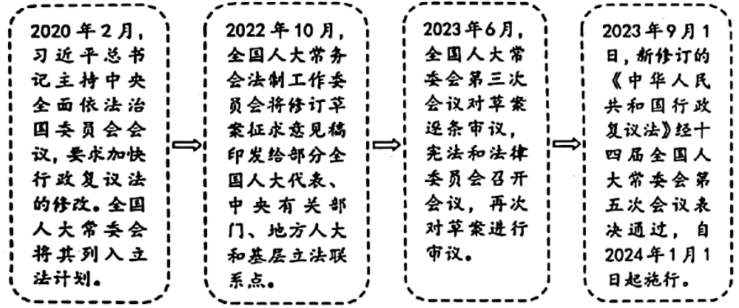 2020年2月，
习近平总书
记主持中央
全面依法治
国委员会会
议，要求加快
行政复议法
的修改。全国
人大常委会
将其列入立
法计划。
2022年10月，
全国人大常务
会法制工作委
员会将修订草
案征求意见稿
印发给部分全
国人大代表、
中央有关部
门、地方人大
和基层立法联
系点。
2023年6月，
全国人大常
委会第三次
会议对草案
逐条审议，
宪法和法律
委员会召开
会议，再次
对草案进行
审议。
2023年9月1
日，新修订的
《中华人民
共和国行政
复议法》经十
四届全国人
大常委会第
五次会议表
决通过，自
2024年1月1
日起施行。